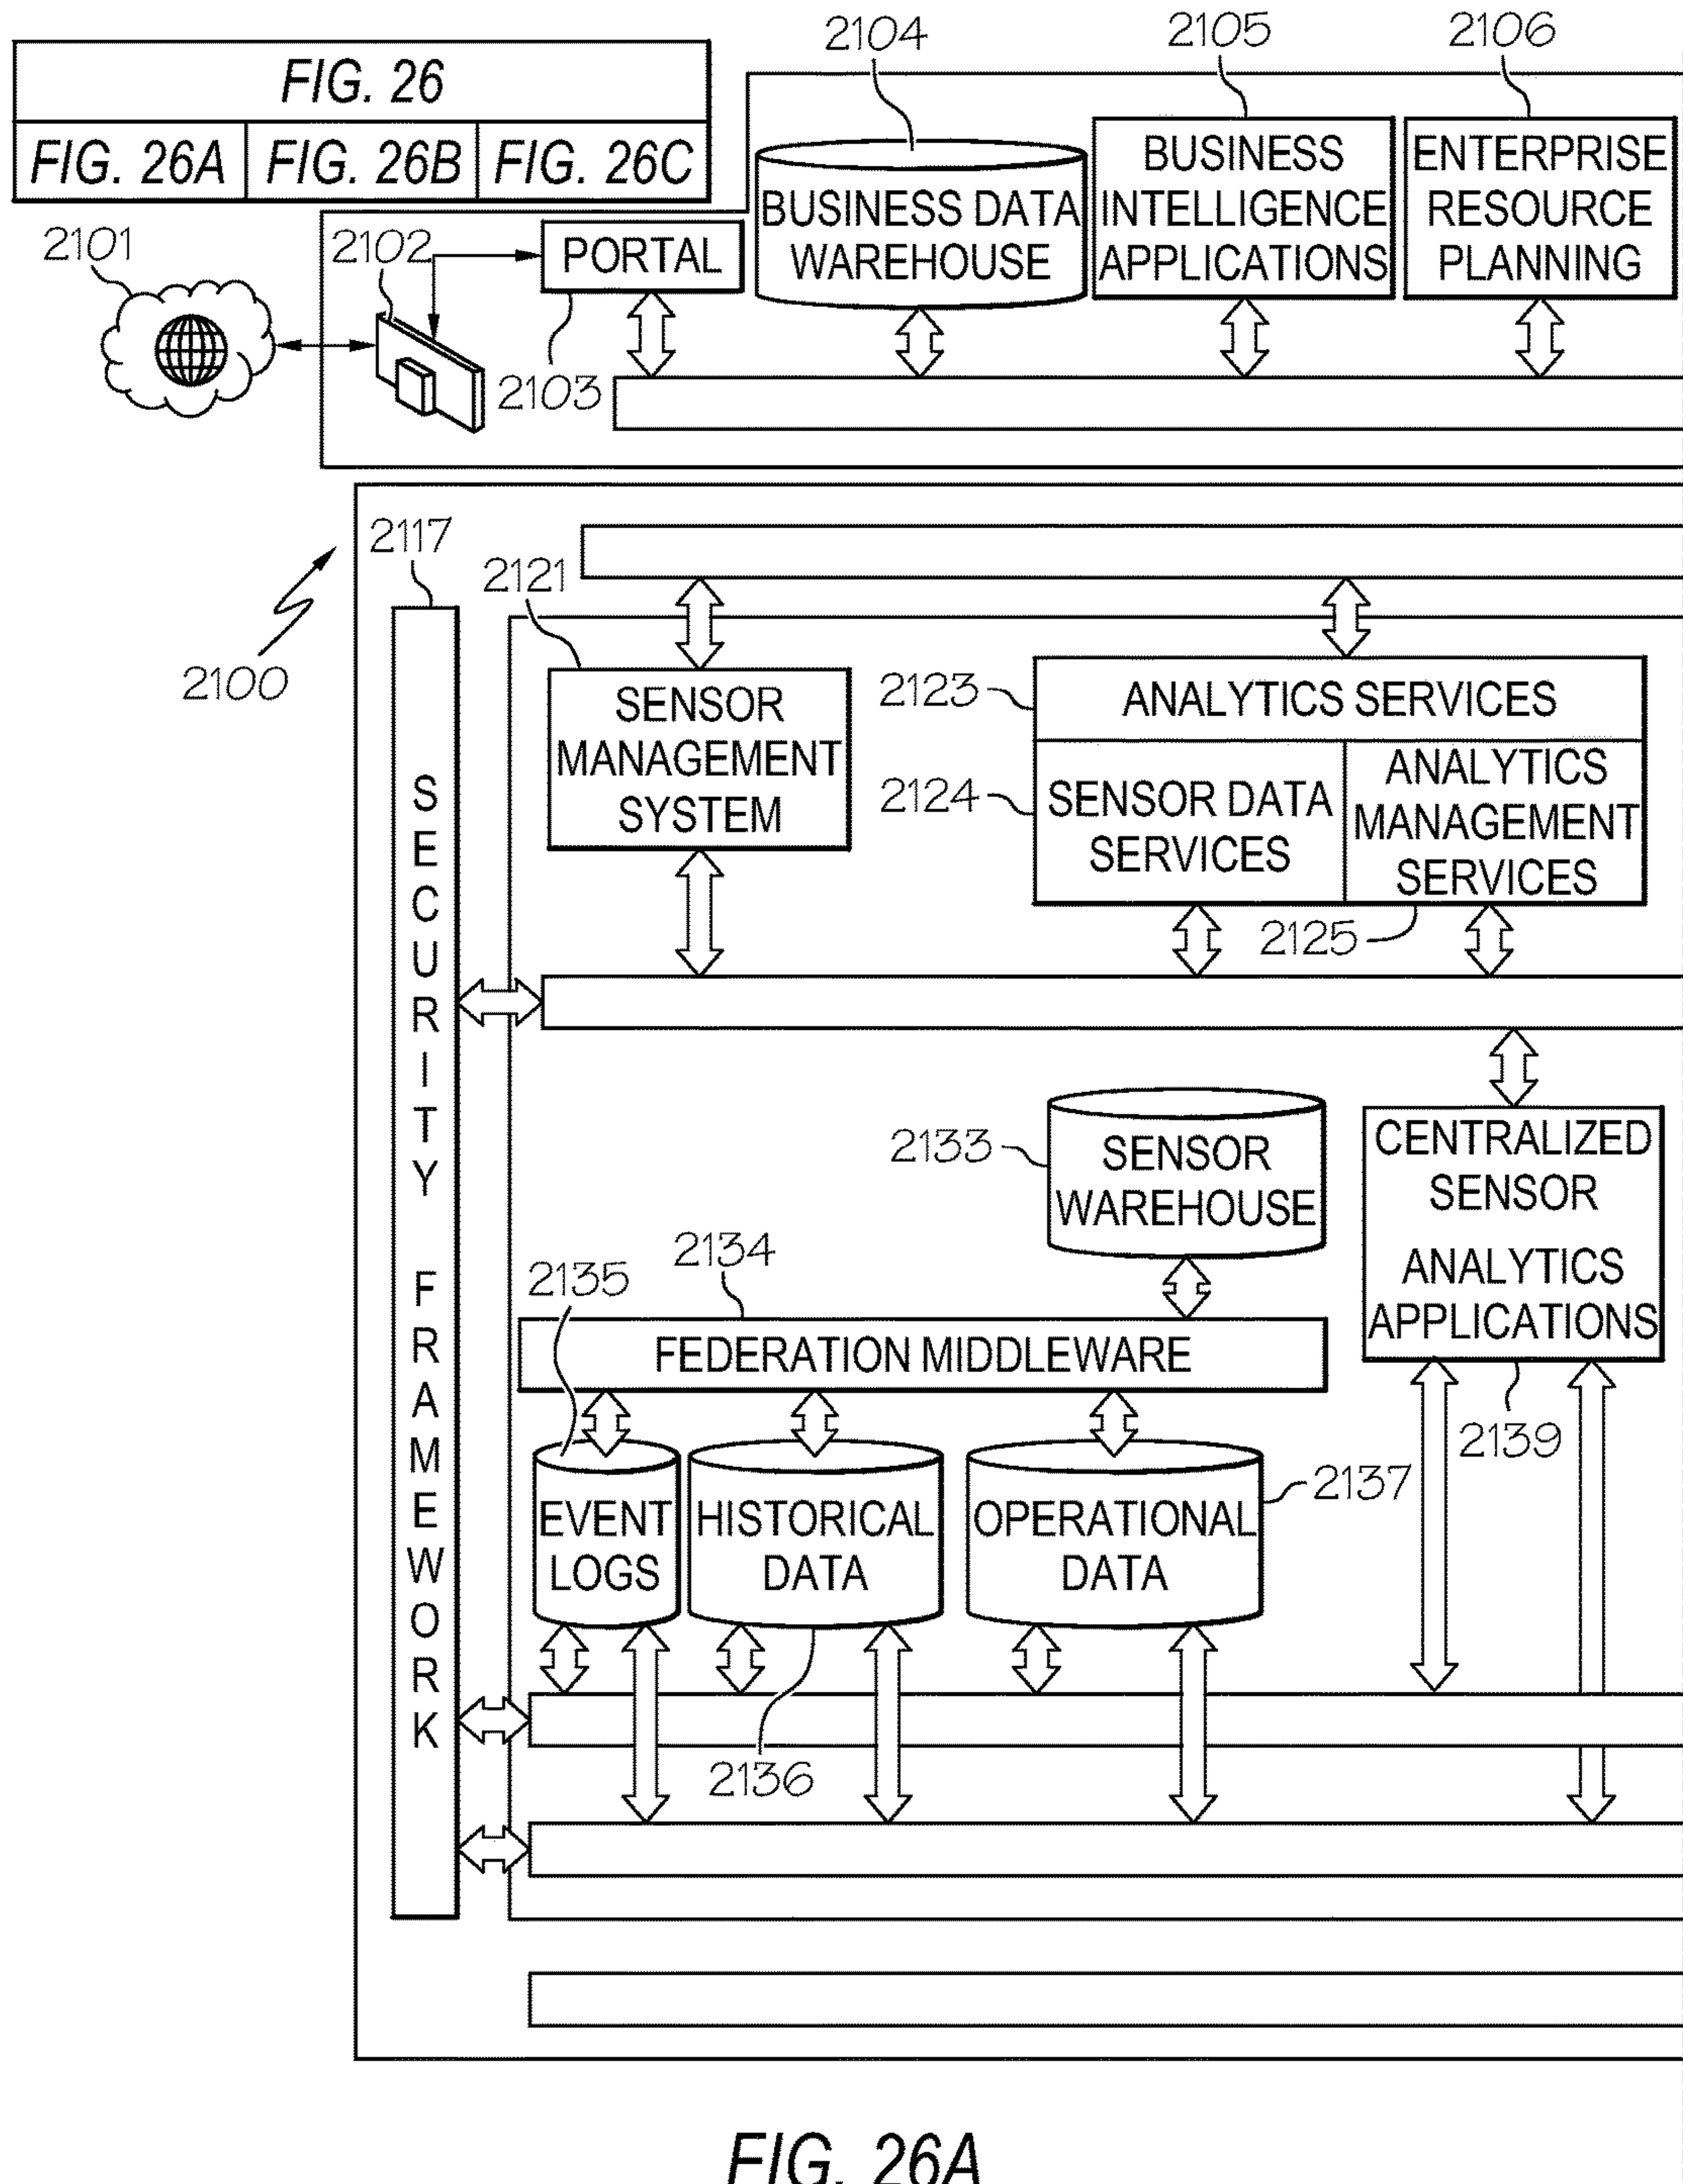 FIG. 26
FIG. 26A FIG. 26B FIG. 26C
2104
2105
2106
BUSINESS DATA
WAREHOUSE
BUSINESS
INTELLIGENCE
APPLICATIONS
ENTERPRISE
RESOURCE
PLANNING
2101
2102
PORTAL
2103
2100
2117
SECURITY FRAMEWORK
2121
SENSOR
MANAGEMENT
SYSTEM
2123
ANALYTICS SERVICES
2124
SENSOR DATA
SERVICES
ANALYTICS
MANAGEMENT
SERVICES
2125
2133
SENSOR
WAREHOUSE
CENTRALIZED
SENSOR
ANALYTICS
APPLICATIONS
2139
2134
2135
FEDERATION MIDDLEWARE
EVENT
LOGS
HISTORICAL
DATA
OPERATIONAL
DATA
2137
2136
FIG. 26A